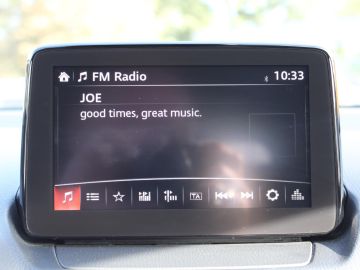 FM Radio 10:33
JOE
good times, great music.
TA